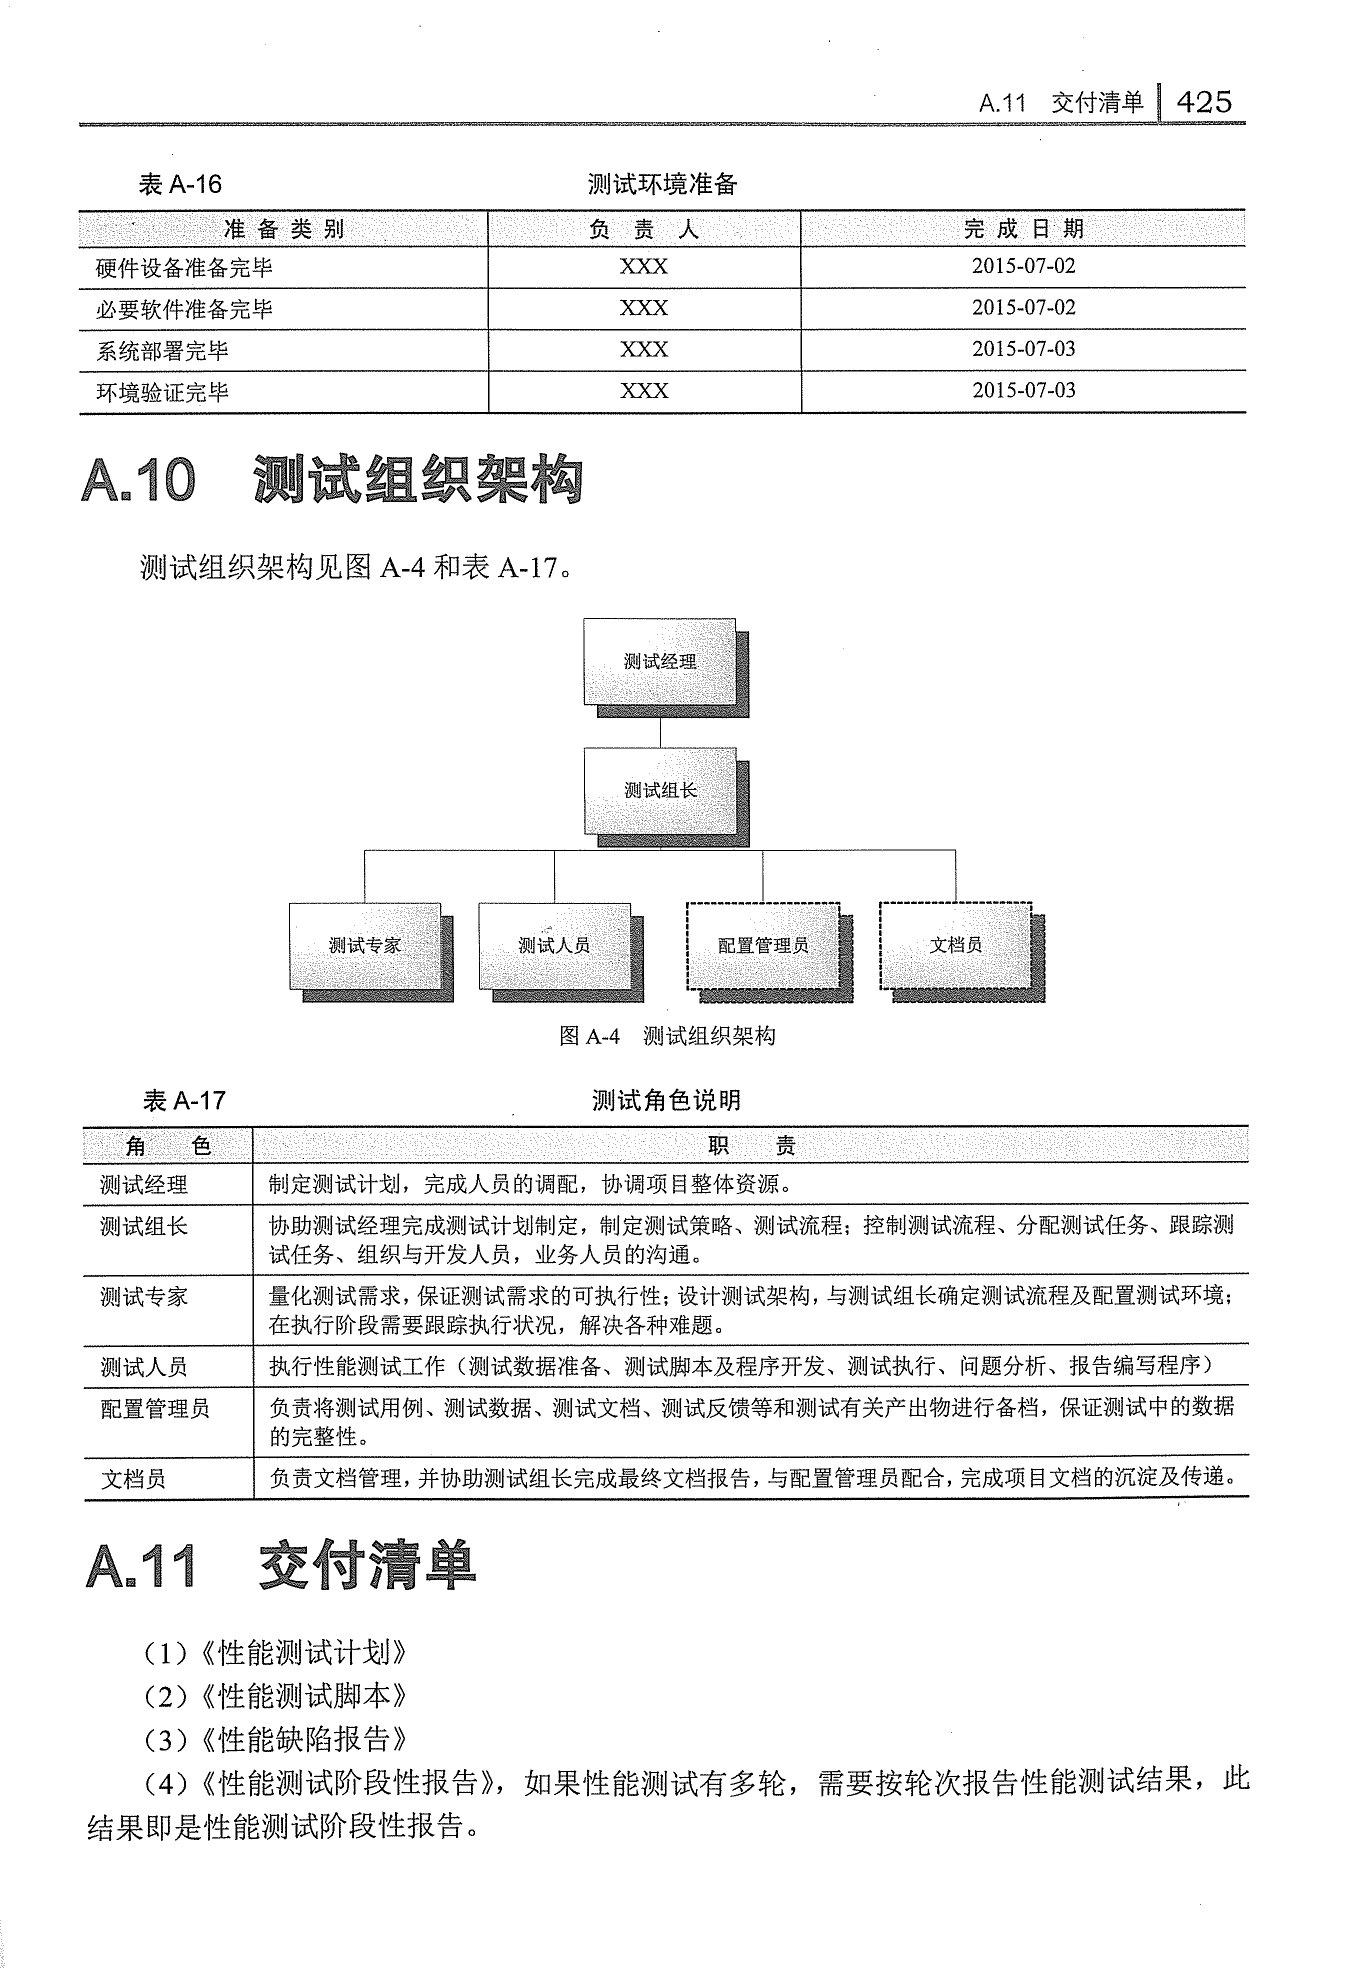 A.11 交付清单 425
表 A-16 测试环境准备
准备类别 负责人 完成日期
硬件设备准备完毕 XXX 2015-07-02
必要软件准备完毕 XXX 2015-07-02
系统部署完毕 XXX 2015-07-03
环境验证完毕 XXX 2015-07-03
A.10 测试组织架构
测试组织架构见图 A-4 和表 A-17。
测试经理
测试组长
测试专家 测试人员 配置管理员 文档员
图 A-4 测试组织架构
表 A-17 测试角色说明
角色 职责
测试经理 制定测试计划，完成人员的调配，协调项目整体资源。
测试组长 协助测试经理完成测试计划制定，制定测试策略、测试流程；控制测试流程、分配测试任务、跟踪测
试任务、组织与开发人员，业务人员的沟通。
测试专家 量化测试需求，保证测试需求的可执行性；设计测试架构，与测试组长确定测试流程及配置测试环境；
在执行阶段需要跟踪执行状况，解决各种难题。
测试人员 执行性能测试工作（测试数据准备、测试脚本及程序开发、测试执行、问题分析、报告编写程序）
配置管理员 负责将测试用例、测试数据、测试文档、测试反馈等和测试有关产出物进行备档，保证测试中的数据
的完整性。
文档员 负责文档管理，并协助测试组长完成最终文档报告，与配置管理员配合，完成项目文档的沉淀及传递。
A.11 交付清单
（1）《性能测试计划》
（2）《性能测试脚本》
（3）《性能缺陷报告》
（4）《性能测试阶段性报告》，如果性能测试有多轮，需要按轮次报告性能测试结果，此
结果即是性能测试阶段性报告。